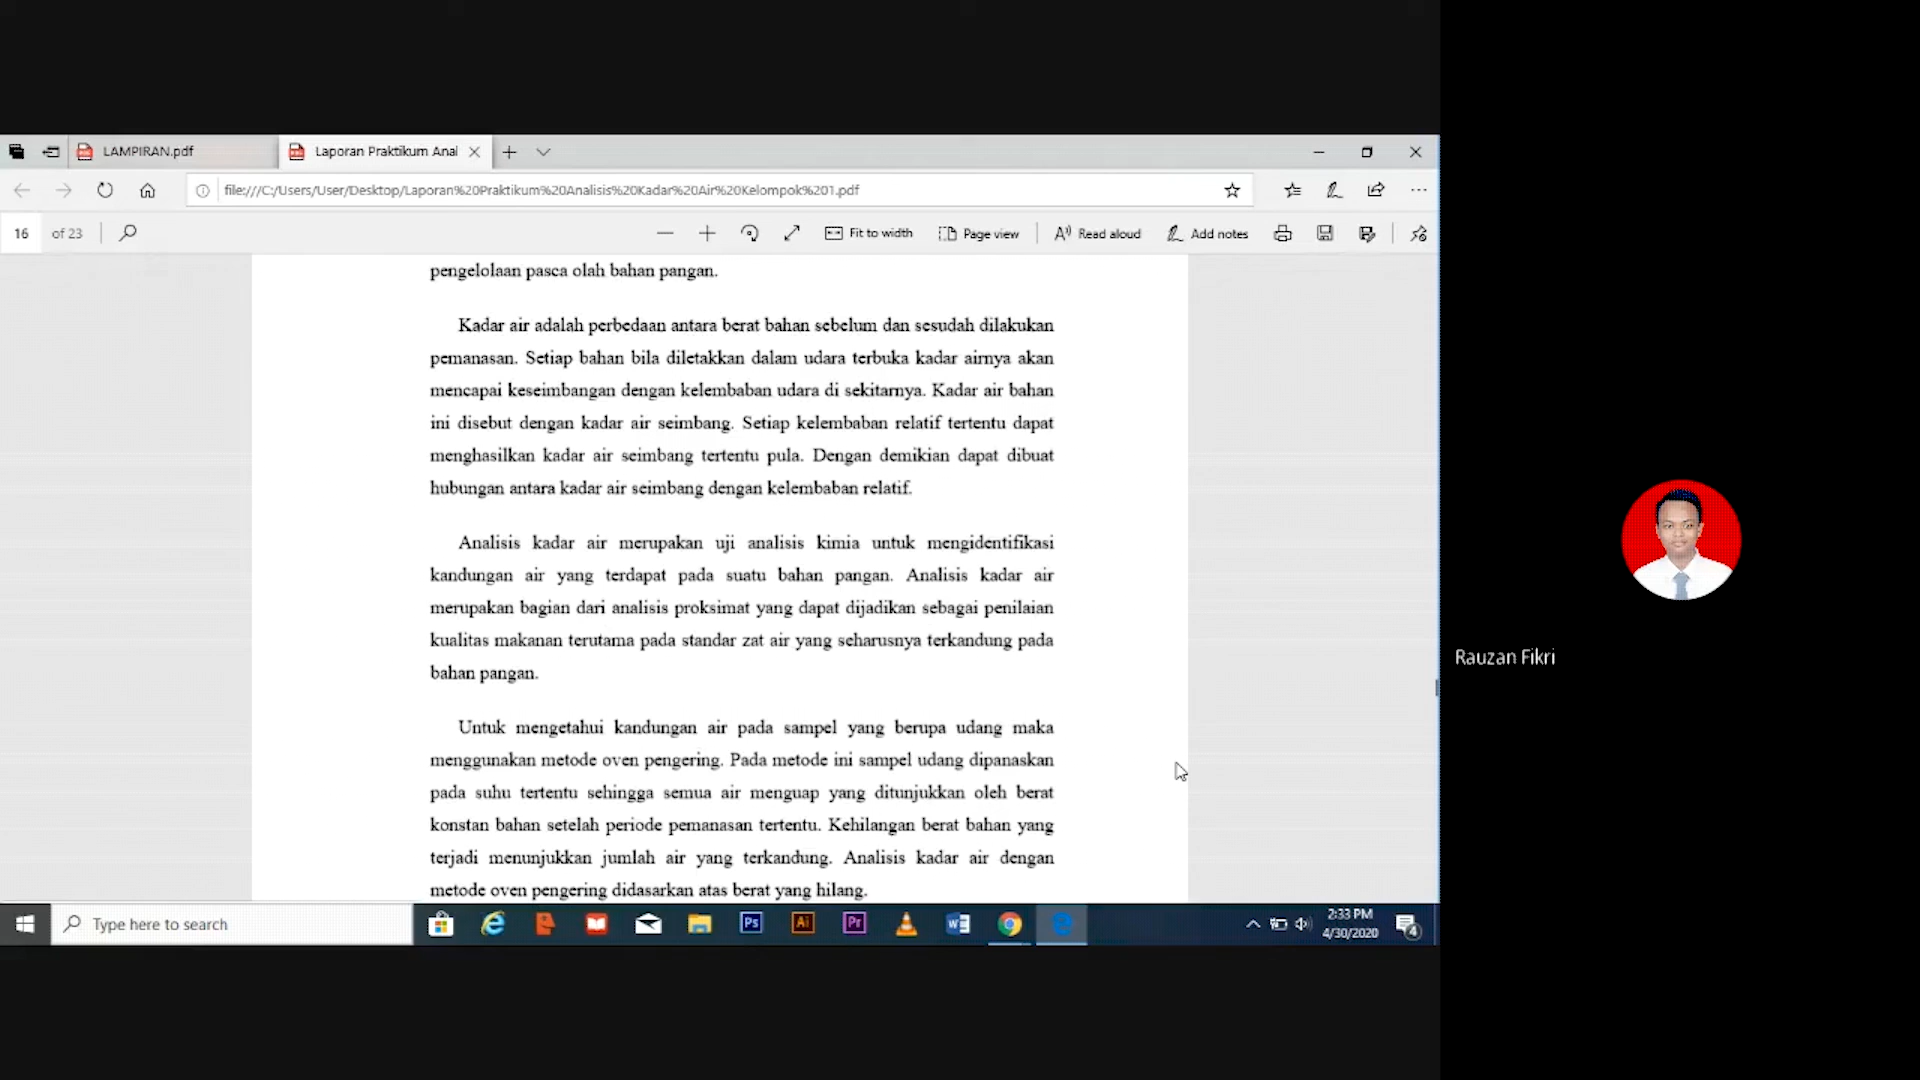 LAMPIRAN.pdf
Laporan Praktikum Anal
file:///C:/Users/User/Desktop/Laporan%20Praktikum%20Analisis%20Kadar%20Air%20Kelompok%201.pdf
16 of 23
Fit to width
Page view
Read aloud
Add notes
pengelolaan pasca olah bahan pangan.
Kadar air adalah perbedaan antara berat bahan sebelum dan sesudah dilakukan
pemanasan. Setiap bahan bila diletakkan dalam udara terbuka kadar airnya akan
mencapai keseimbangan dengan kelembaban udara di sekitarnya. Kadar air bahan
ini disebut dengan kadar air seimbang. Setiap kelembaban relatif tertentu dapat
menghasilkan kadar air seimbang tertentu pula. Dengan demikian dapat dibuat
hubungan antara kadar air seimbang dengan kelembaban relatif.
Analisis kadar air merupakan uji analisis kimia untuk mengidentifikasi
kandungan air yang terdapat pada suatu bahan pangan. Analisis kadar air
merupakan bagian dari analisis proksimat yang dapat dijadikan sebagai penilaian
kualitas makanan terutama pada standar zat air yang seharusnya terkandung pada
bahan pangan.
Untuk mengetahui kandungan air pada sampel yang berupa udang maka
menggunakan metode oven pengering. Pada metode ini sampel udang dipanaskan
pada suhu tertentu sehingga semua air menguap yang ditunjukkan oleh berat
konstan bahan setelah periode pemanasan tertentu. Kehilangan berat bahan yang
terjadi menunjukkan jumlah air yang terkandung. Analisis kadar air dengan
metode oven pengering didasarkan atas berat yang hilang.
Rauzan Fikri
Type here to search
Ps
Ai
Pr
2:33 PM
4/30/2020
4